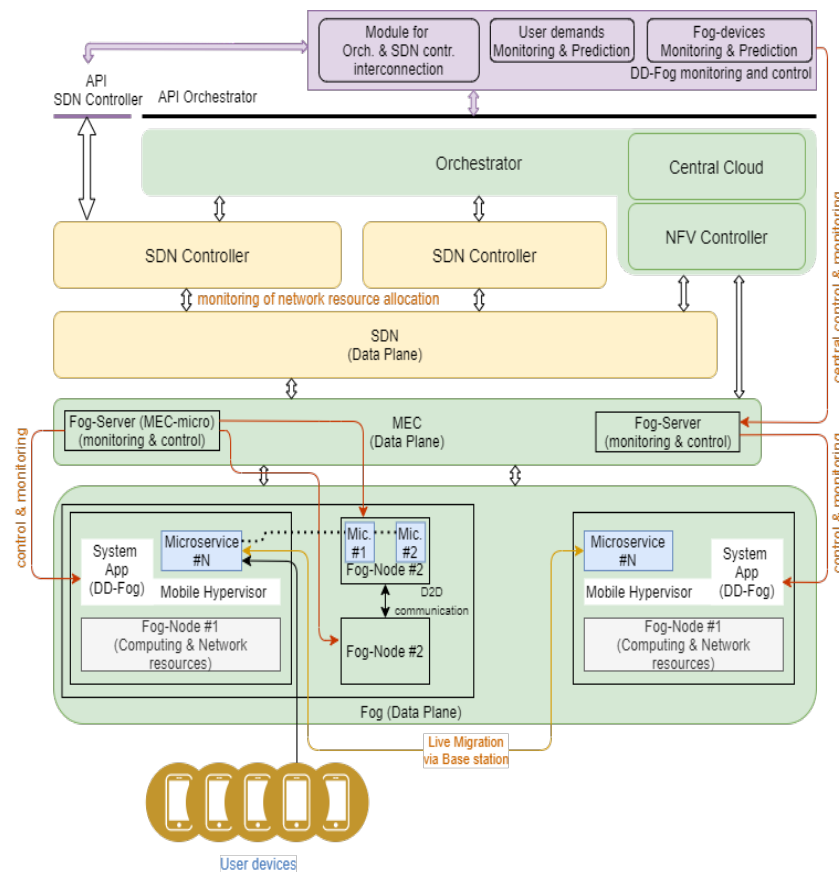 Module for
Orch. & SDN contr.
interconnection
User demands
Monitoring & Prediction
Fog-devices
Monitoring & Prediction
DD-Fog monitoring and control
API
SDN Controller
API Orchestrator
Orchestrator
Central Cloud
NFV Controller
SDN Controller
SDN Controller
monitoring of network resource allocation
central control & monitoring
SDN
(Data Plane)
Fog-Server (MEC-micro)
(monitoring & control)
MEC
(Data Plane)
Fog-Server
(monitoring & control)
control & monitoring
control & monitoring
Microservice
#N
System
App
(DD-Fog)
Mobile Hypervisor
Fog-Node #1
(Computing & Network
resources)
Mic.
#1
Mic.
#2
Fog-Node #2
D2D
communication
Fog-Node #2
Microservice
#N
System
App
(DD-Fog)
Mobile Hypervisor
Fog-Node #1
(Computing & Network
resources)
Fog (Data Plane)
Live Migration
via Base station
User devices